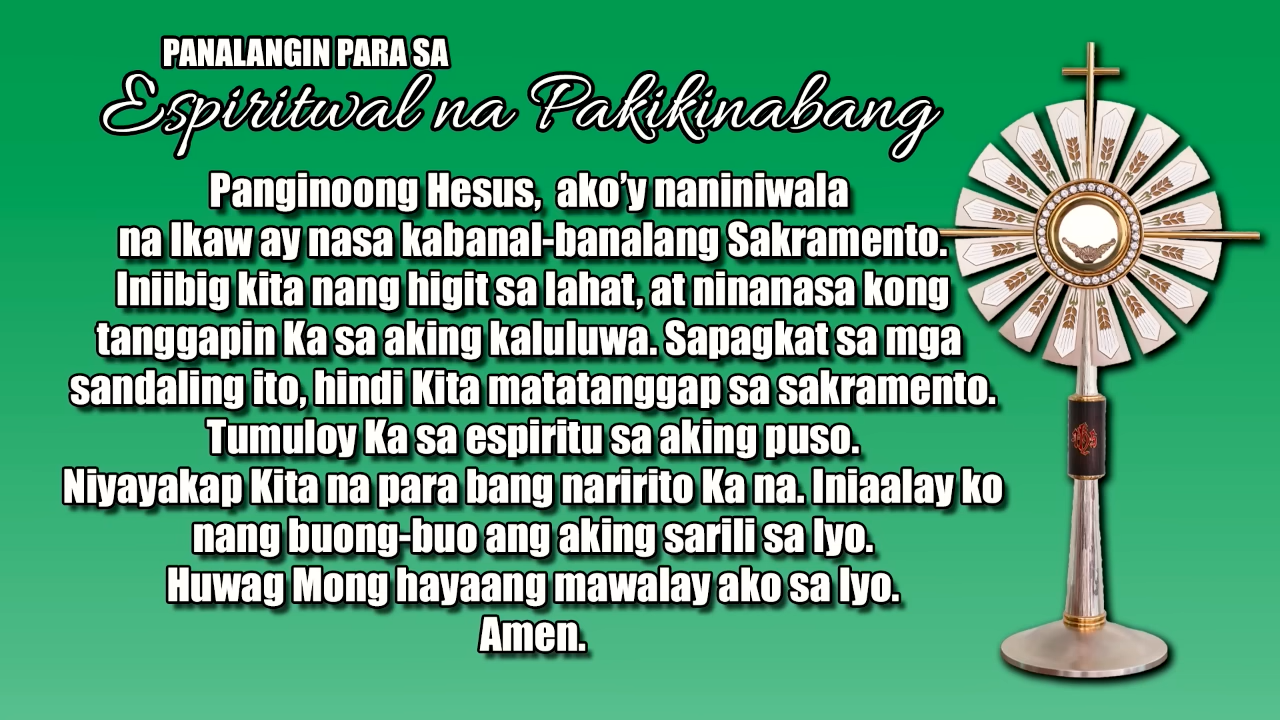 PANALANGIN PARA SA
Espiritwal na Pakikinabang
Panginoong Hesus, ako’y naniniwala
na Ikaw ay nasa kabanal-banalang Sakramento.
Iniibig kita nang higit sa lahat, at ninanasa kong
tanggapin Ka sa aking kaluluwa. Sapagkat sa mga
sandaling ito, hindi Kita matatanggap sa sakramento.
Tumuloy Ka sa espiritu sa aking puso.
Niyayakap Kita na para bang naririto Ka na. Iniaalay ko
nang buong-buo ang aking sarili sa Iyo.
Huwag Mong hayaang mawalay ako sa Iyo.
Amen.